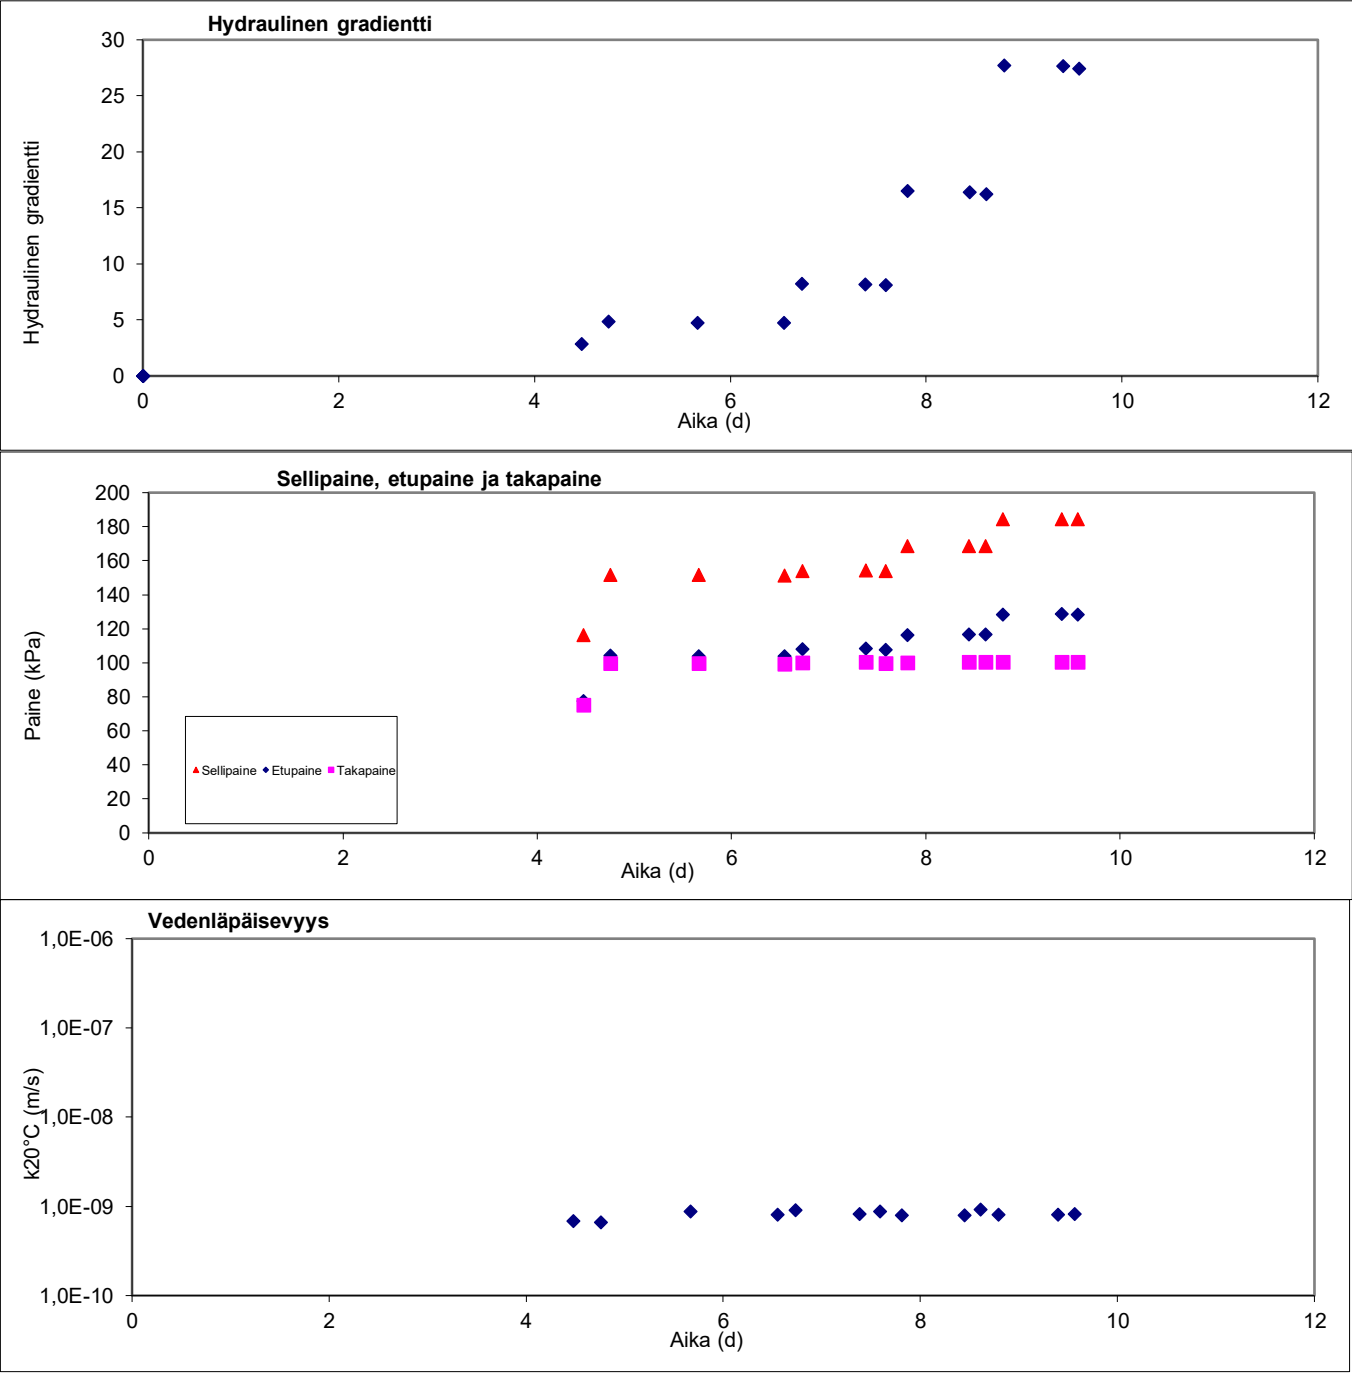 Hydraulinen gradientti
30
25
20
15
10
5
0
Hydraulinen gradientti
0 2 4 6 8 10 12
Aika (d)
Sellipaine, etupaine ja takapaine
200
180
160
140
120
100
80
60
40
20
0
Paine (kPa)
Sellipaine Etupaine Takapaine
0 2 4 6 8 10 12
Aika (d)
Vedenläpäisevyys
1,0E-06
1,0E-07
1,0E-08
1,0E-09
1,0E-10
k20°C (m/s)
0 2 4 6 8 10 12
Aika (d)